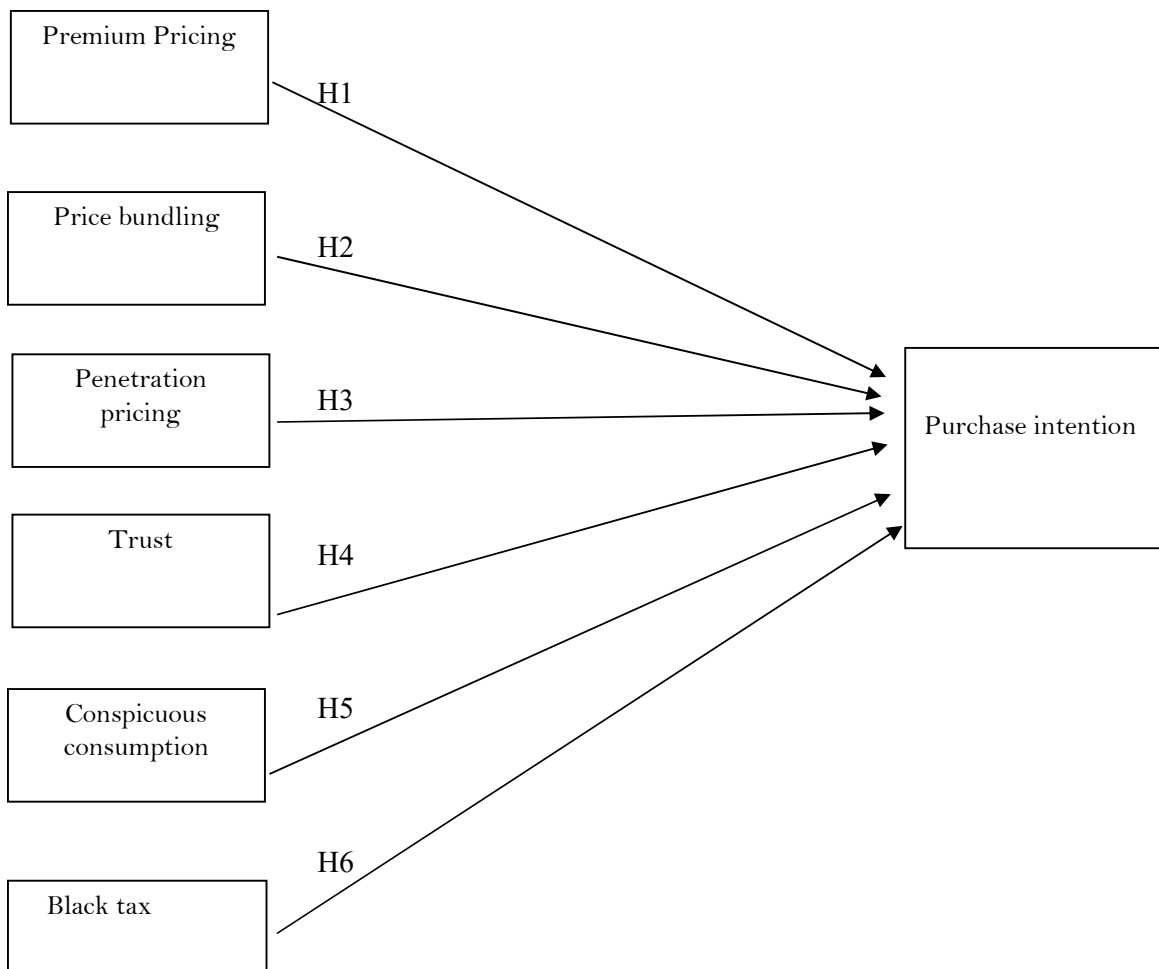 Premium Pricing
H1
Price bundling
H2
Penetration
pricing
H3
Purchase intention
Trust
H4
Conspicuous
consumption
H5
Black tax
H6